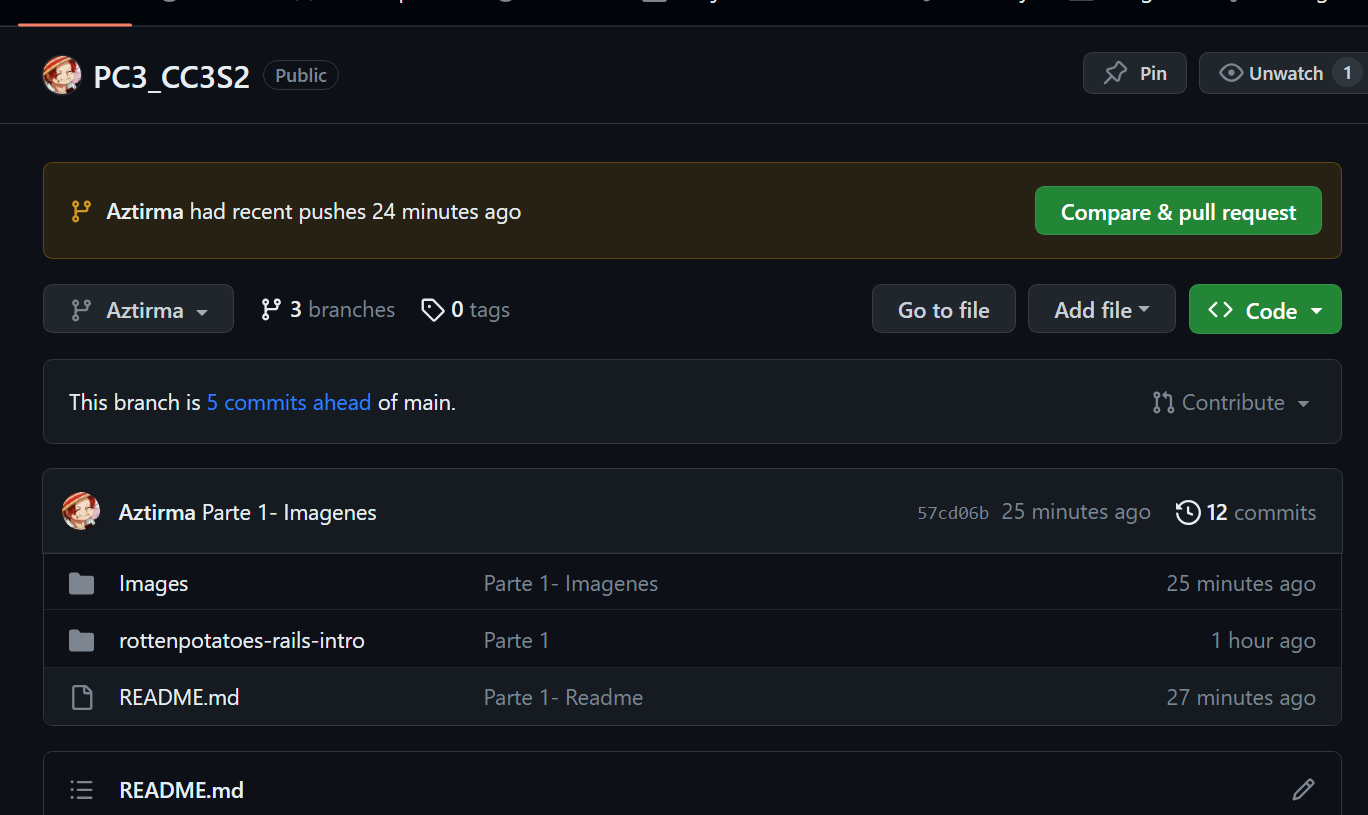 PC3_CC3S2 Public Pin Unwatch 1
Aztirma had recent pushes 24 minutes ago Compare & pull request
Aztirma 3 branches 0 tags Go to file Add file Code
This branch is 5 commits ahead of main. Contribute
Aztirma Parte 1- Imagenes 57cd06b 25 minutes ago 12 commits
Images Parte 1- Imagenes 25 minutes ago
rottenpotatoes-rails-intro Parte 1 1 hour ago
README.md Parte 1- Readme 27 minutes ago
README.md